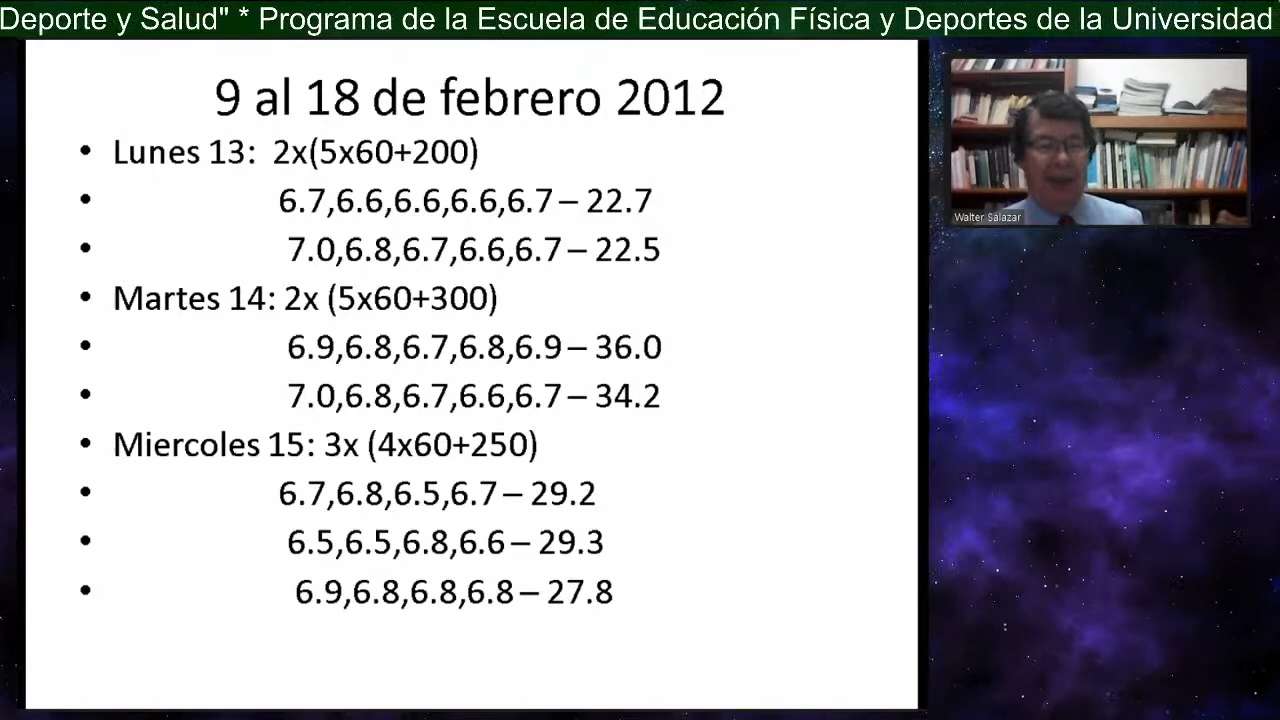 Deporte y Salud" * Programa de la Escuela de Educación Física y Deportes de la Universidad
9 al 18 de febrero 2012
• Lunes 13: 2x(5x60+200)
• 6.7,6.6,6.6,6.6,6.7 – 22.7
• 7.0,6.8,6.7,6.6,6.7 – 22.5
• Martes 14: 2x (5x60+300)
• 6.9,6.8,6.7,6.8,6.9 – 36.0
• 7.0,6.8,6.7,6.6,6.7 – 34.2
• Miercoles 15: 3x (4x60+250)
• 6.7,6.8,6.5,6.7 – 29.2
• 6.5,6.5,6.8,6.6 – 29.3
• 6.9,6.8,6.8,6.8 – 27.8
Walter Salazar